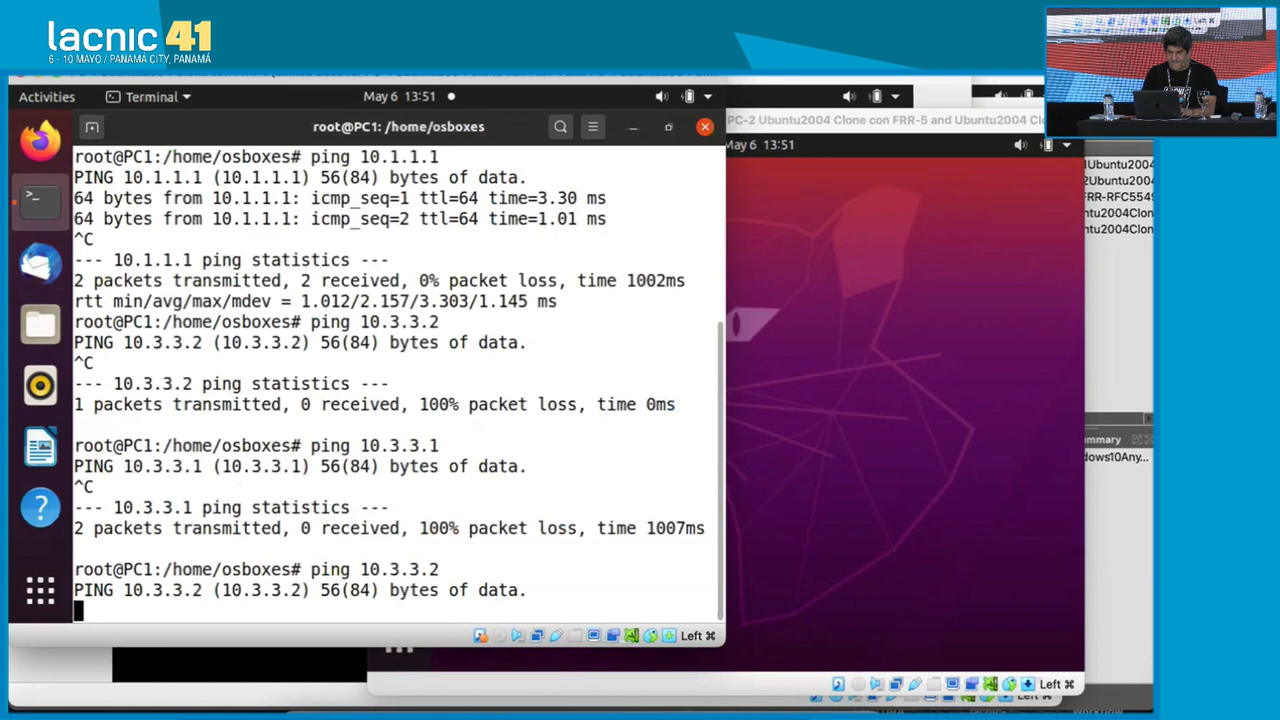 lacnic 41
6 - 10 MAYO / PANAMÁ CITY, PANAMÁ
Activities
Terminal
May 6 13:51
root@PC1: /home/osboxes
root@PC1:/home/osboxes# ping 10.1.1.1
PING 10.1.1.1 (10.1.1.1) 56(84) bytes of data.
64 bytes from 10.1.1.1: icmp_seq=1 ttl=64 time=3.30 ms
64 bytes from 10.1.1.1: icmp_seq=2 ttl=64 time=1.01 ms
^C
--- 10.1.1.1 ping statistics ---
2 packets transmitted, 2 received, 0% packet loss, time 1002ms
rtt min/avg/max/mdev = 1.012/2.157/3.303/1.145 ms
root@PC1:/home/osboxes# ping 10.3.3.2
PING 10.3.3.2 (10.3.3.2) 56(84) bytes of data.
^C
--- 10.3.3.2 ping statistics ---
1 packets transmitted, 0 received, 100% packet loss, time 0ms
root@PC1:/home/osboxes# ping 10.3.3.1
PING 10.3.3.1 (10.3.3.1) 56(84) bytes of data.
^C
--- 10.3.3.1 ping statistics ---
2 packets transmitted, 0 received, 100% packet loss, time 1007ms
root@PC1:/home/osboxes# ping 10.3.3.2
PING 10.3.3.2 (10.3.3.2) 56(84) bytes of data.
Left ⌘
PC-2 Ubuntu2004 Clone con FRR-5 and Ubuntu2004 Clo
May 6 13:51
1Ubuntu2004
2Ubuntu2004
FRR-RFC5549
ntu2004Clon
ntu2004Clon
ummary
dows10Any...
Left ⌘
Left ⌘